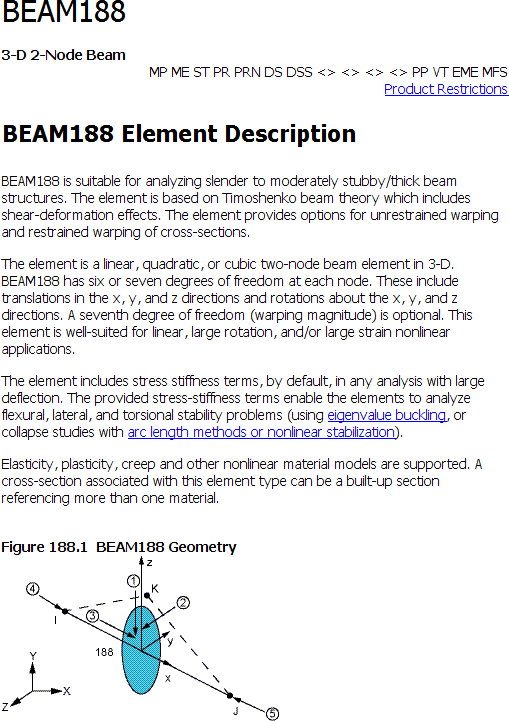 BEAM188
3-D 2-Node Beam
MP ME ST PR PRN DS DSS <> <> <> <> PP VT EME MFS
Product Restrictions
BEAM188 Element Description
BEAM188 is suitable for analyzing slender to moderately stubby/thick beam
structures. The element is based on Timoshenko beam theory which includes
shear-deformation effects. The element provides options for unrestrained warping
and restrained warping of cross-sections.
The element is a linear, quadratic, or cubic two-node beam element in 3-D.
BEAM188 has six or seven degrees of freedom at each node. These include
translations in the x, y, and z directions and rotations about the x, y, and z
directions. A seventh degree of freedom (warping magnitude) is optional. This
element is well-suited for linear, large rotation, and/or large strain nonlinear
applications.
The element includes stress stiffness terms, by default, in any analysis with large
deflection. The provided stress-stiffness terms enable the elements to analyze
flexural, lateral, and torsional stability problems (using eigenvalue buckling, or
collapse studies with arc length methods or nonlinear stabilization).
Elasticity, plasticity, creep and other nonlinear material models are supported. A
cross-section associated with this element type can be a built-up section
referencing more than one material.
Figure 188.1 BEAM188 Geometry
z
1
4
K
2
I
3
y
188
x
Y
X
Z
J
5